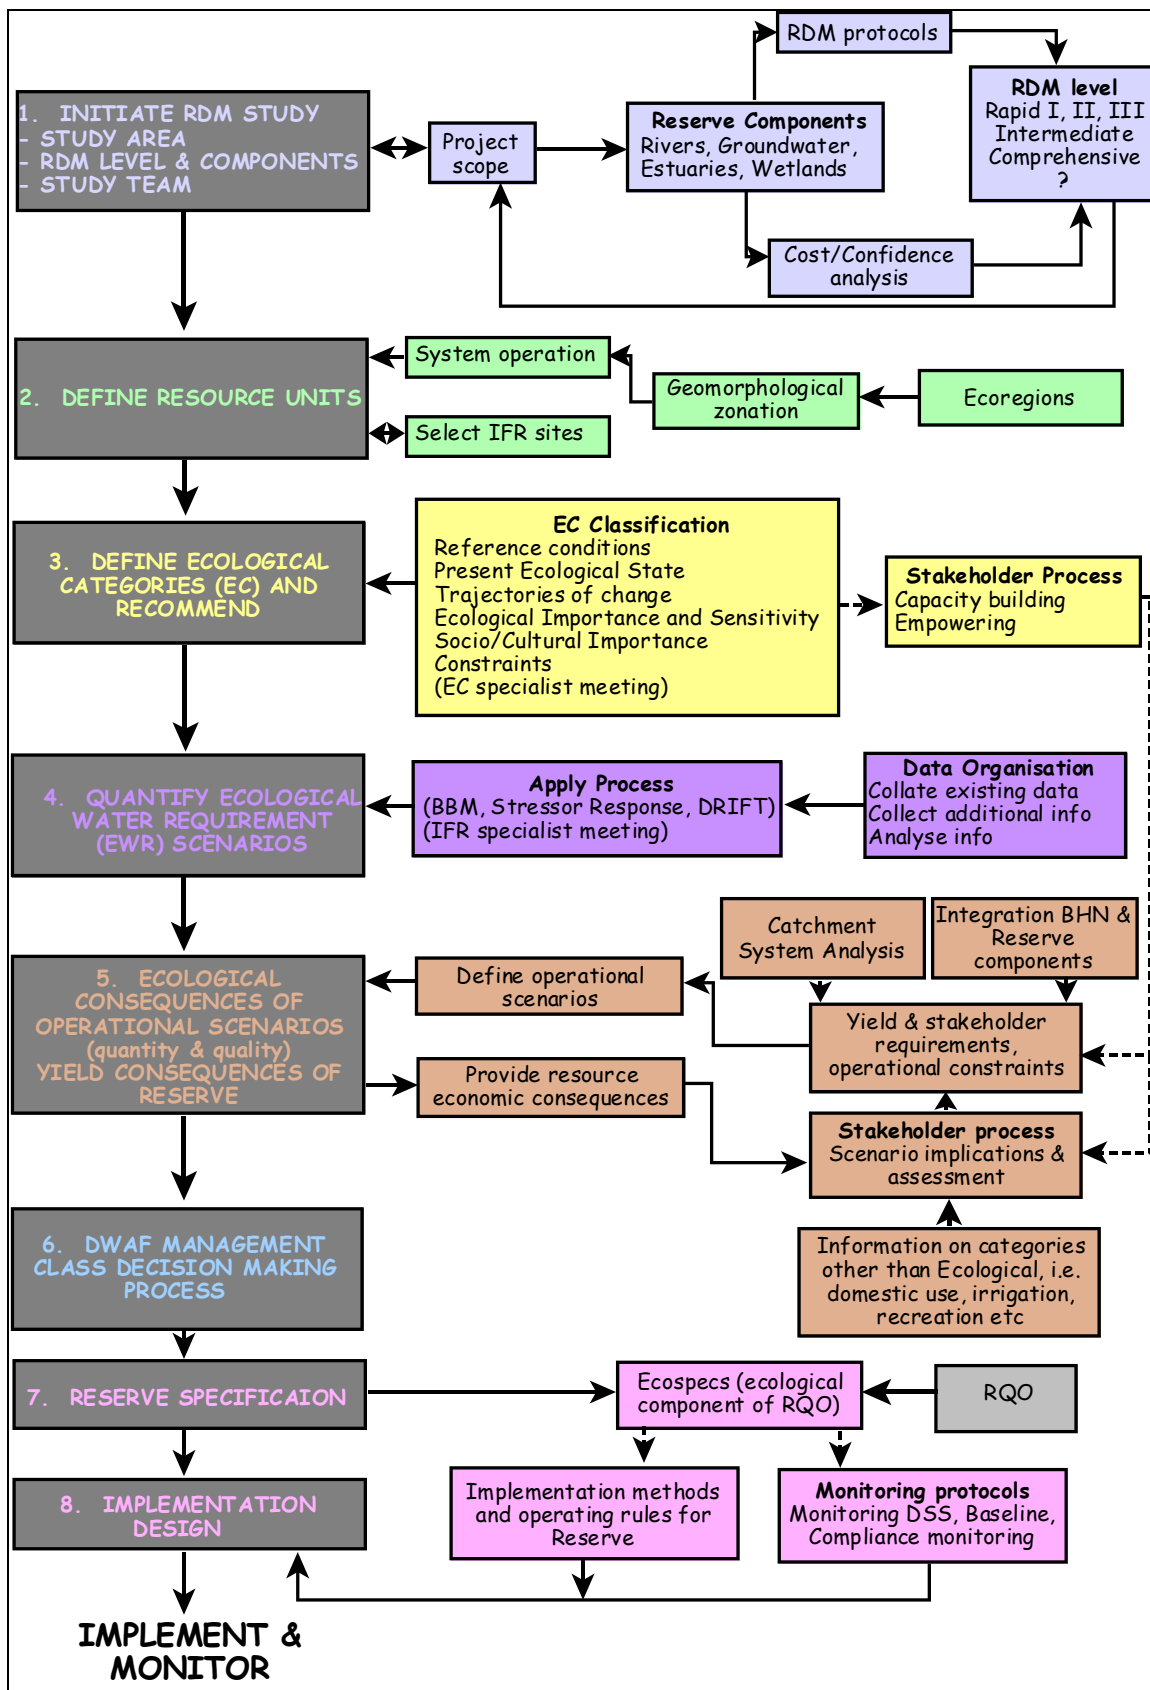 RDM protocols
1. INITIATE RDM STUDY
- STUDY AREA
- RDM LEVEL & COMPONENTS
- STUDY TEAM
Project
scope
Reserve Components
Rivers, Groundwater,
Estuaries, Wetlands
RDM level
Rapid I, II, III
Intermediate
Comprehensive
?
Cost/Confidence
analysis
2. DEFINE RESOURCE UNITS
System operation
Geomorphological
zonation
Ecoregions
Select IFR sites
3. DEFINE ECOLOGICAL
CATEGORIES (EC) AND
RECOMMEND
EC Classification
Reference conditions
Present Ecological State
Trajectories of change
Ecological Importance and Sensitivity
Socio/Cultural Importance
Constraints
(EC specialist meeting)
Stakeholder Process
Capacity building
Empowering
4. QUANTIFY ECOLOGICAL
WATER REQUIREMENT
(EWR) SCENARIOS
Apply Process
(BBM, Stressor Response, DRIFT)
(IFR specialist meeting)
Data Organisation
Collate existing data
Collect additional info
Analyse info
Catchment
System Analysis
Integration BHN &
Reserve
components
5. ECOLOGICAL
CONSEQUENCES OF
OPERATIONAL SCENARIOS
(quantity & quality)
YIELD CONSEQUENCES OF
RESERVE
Define operational
scenarios
Yield & stakeholder
requirements,
operational constraints
Provide resource
economic consequences
Stakeholder process
Scenario implications &
assessment
6. DWAF MANAGEMENT
CLASS DECISION MAKING
PROCESS
Information on categories
other than Ecological, i.e.
domestic use, irrigation,
recreation etc
7. RESERVE SPECIFICAION
Ecospecs (ecological
component of RQO)
RQO
8. IMPLEMENTATION
DESIGN
Implementation methods
and operating rules for
Reserve
Monitoring protocols
Monitoring DSS, Baseline,
Compliance monitoring
IMPLEMENT &
MONITOR